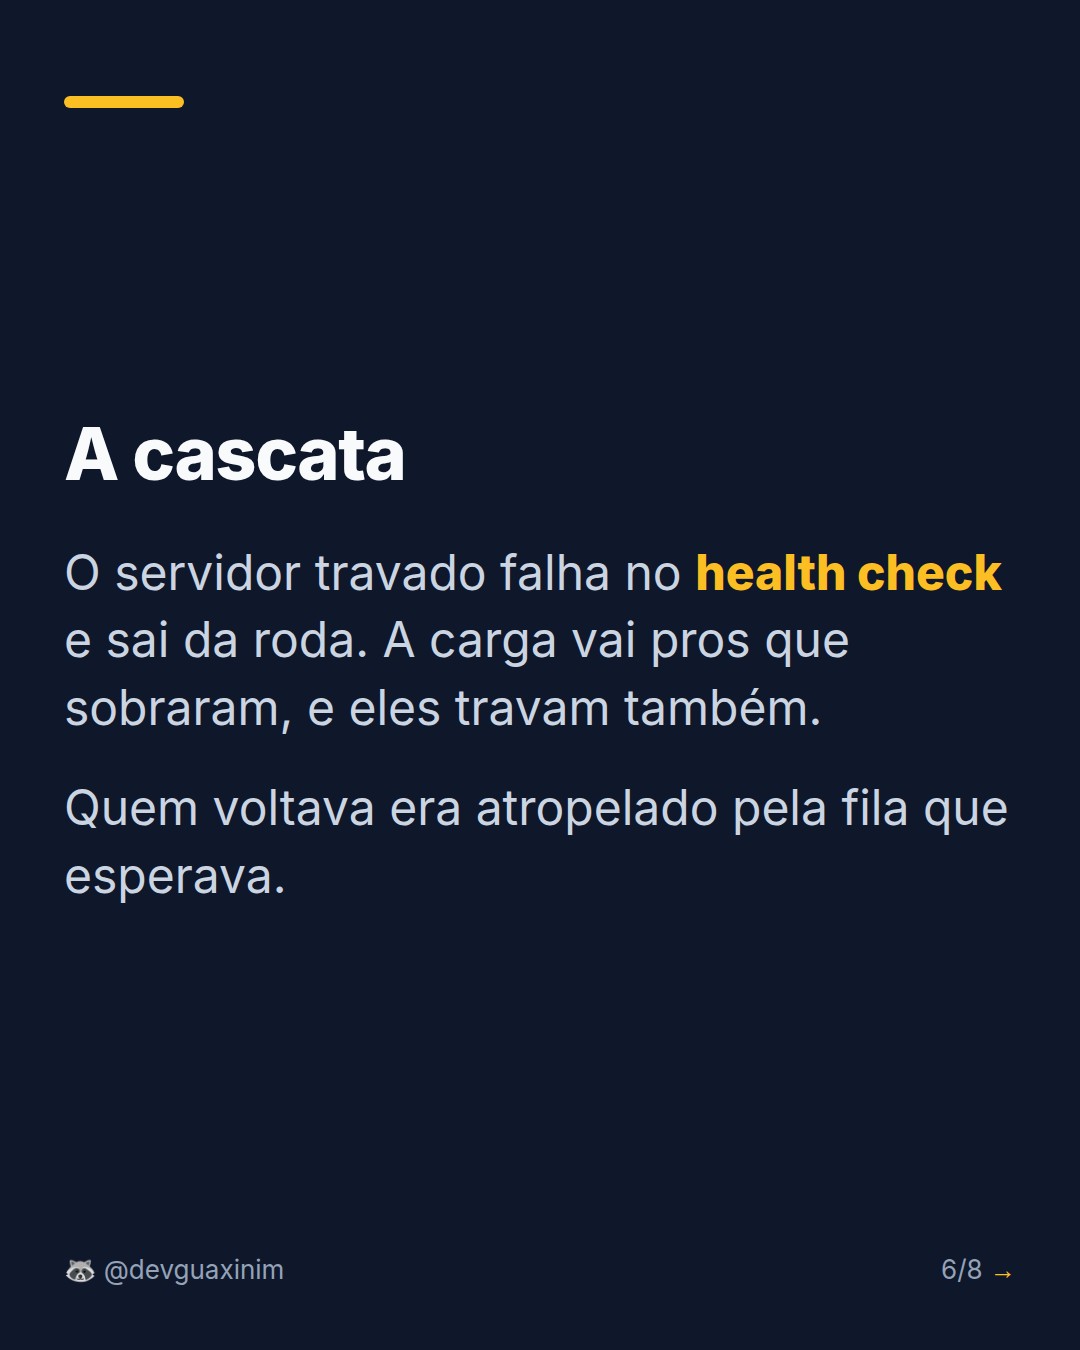 A cascata
O servidor travado falha no health check
e sai da roda. A carga vai pros que
sobraram, e eles travam também.
Quem voltava era atropelado pela fila que
esperava.
🦝 @devguaxinim
6/8 →